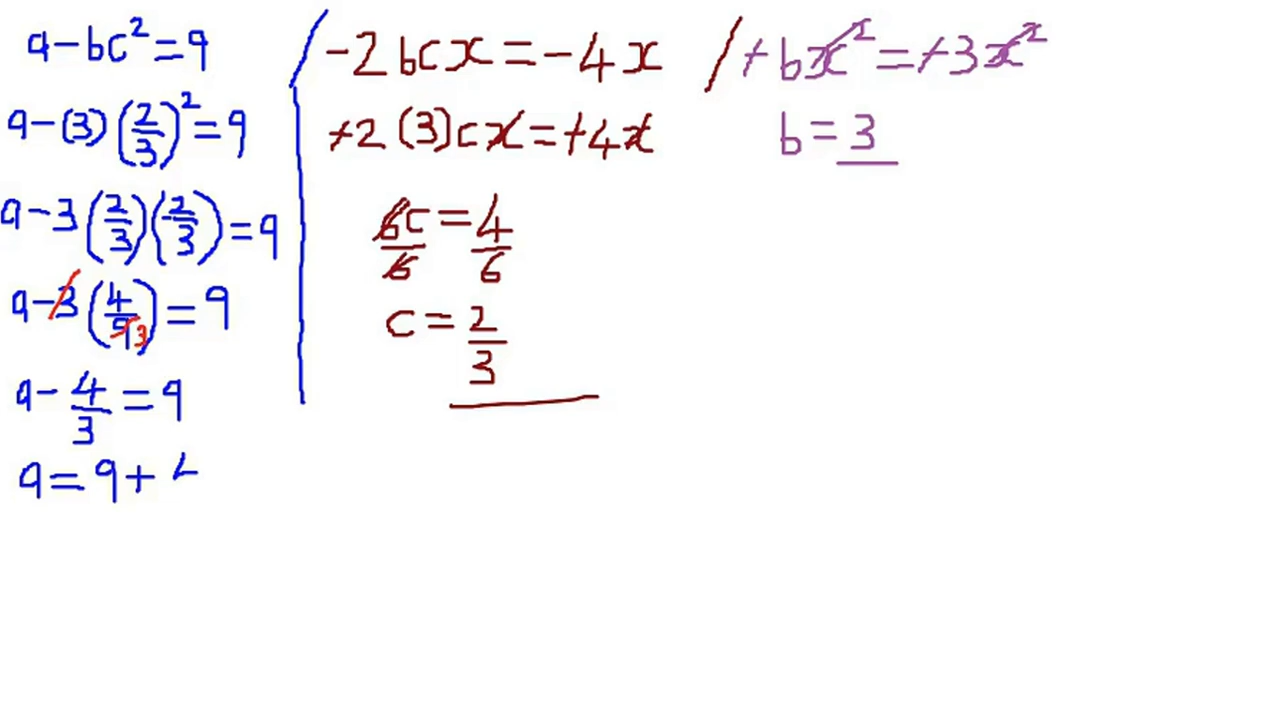 a - bc² = 9
a - (3)(2/3)² = 9
a - 3(2/3)(2/3) = 9
a - 3(4/9 3) = 9
a - 4/3 = 9
a = 9 + 4
/ -2bcx = -4x
+2(3)cx = +4x
6c/6 = 4/6
c = 2/3
/ +bx² = +3x²
b = 3